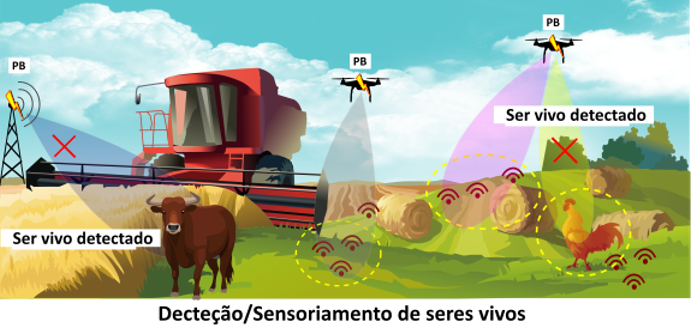 PB
PB
PB
Ser vivo detectado
Ser vivo detectado
Decteção/Sensoriamento de seres vivos